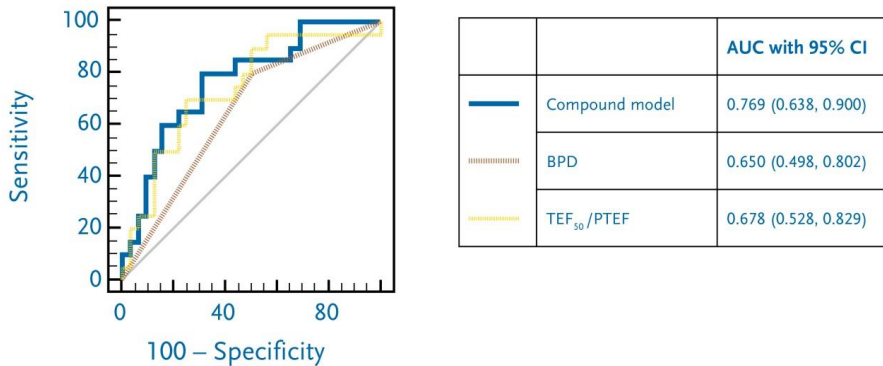 100
80
60
40
20
0
Sensitivity
0
40
80
100 – Specificity
AUC with 95% CI
Compound model
0.769 (0.638, 0.900)
BPD
0.650 (0.498, 0.802)
TEF₅₀/PTEF
0.678 (0.528, 0.829)